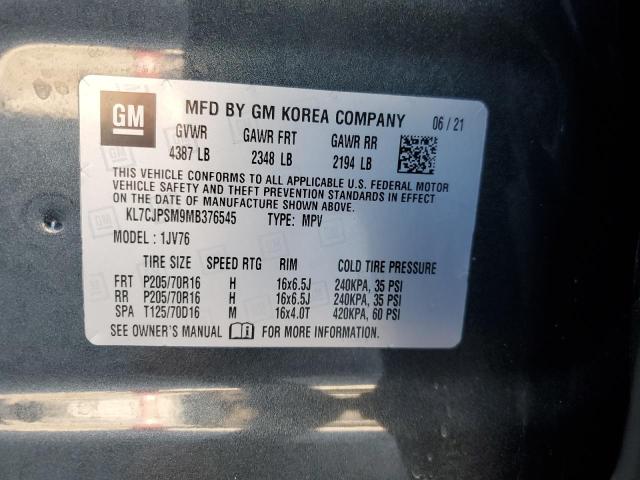 GM MFD BY GM KOREA COMPANY 06 / 21
GVWR GAWR FRT GAWR RR
4387 LB 2348 LB 2194 LB
THIS VEHICLE CONFORMS TO ALL APPLICABLE U.S. FEDERAL MOTOR
VEHICLE SAFETY AND THEFT PREVENTION STANDARDS IN EFFECT
ON THE DATE OF MANUFACTURE SHOWN ABOVE.
KL7CJPSM9MB376545 TYPE: MPV
MODEL : 1JV76
TIRE SIZE SPEED RTG RIM COLD TIRE PRESSURE
FRT P205/70R16 H 16x6.5J 240KPA, 35 PSI
RR P205/70R16 H 16x6.5J 240KPA, 35 PSI
SPA T125/70D16 M 16x4.0T 420KPA, 60 PSI
SEE OWNER'S MANUAL FOR MORE INFORMATION.